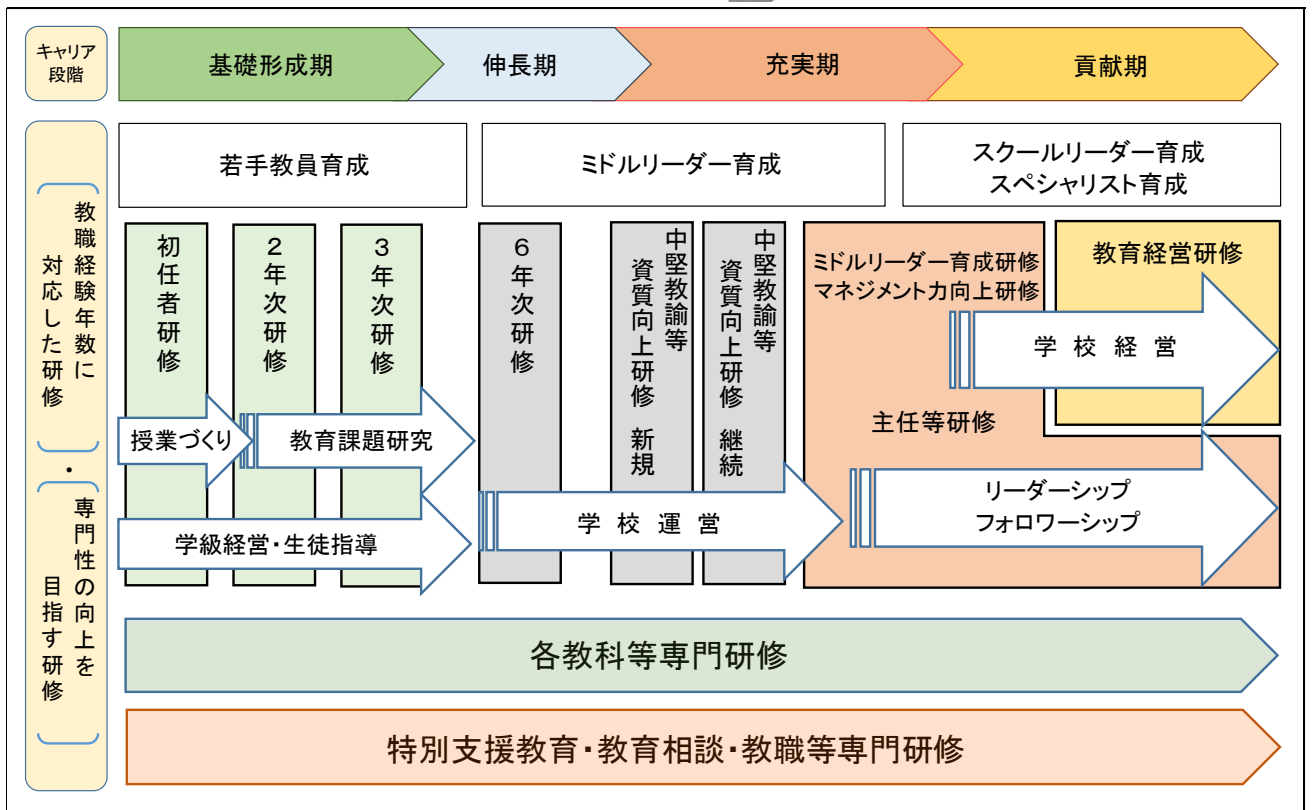 キャリア
段階
基礎形成期
伸長期
充実期
貢献期
教職経験年数に
対応した研修
・
専門性の向上を
目指す研修
若手教員育成
ミドルリーダー育成
スクールリーダー育成
スペシャリスト育成
初任者研修
２年次研修
３年次研修
６年次研修
中堅教諭等
資質向上研修 新規
中堅教諭等
資質向上研修 継続
ミドルリーダー育成研修
マネジメント力向上研修
教育経営研修
学校経営
主任等研修
授業づくり
教育課題研究
リーダーシップ
フォロワーシップ
学級経営・生徒指導
学校運営
各教科等専門研修
特別支援教育・教育相談・教職等専門研修